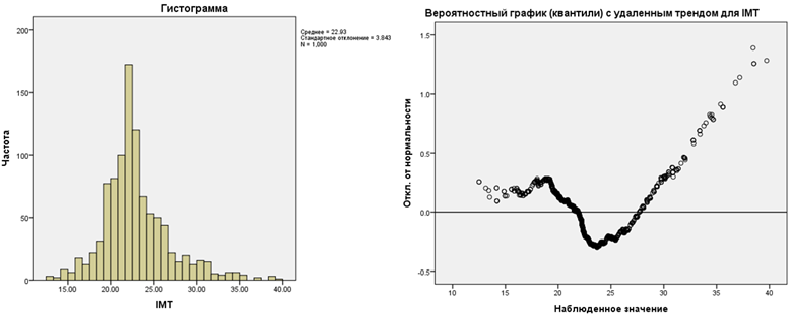 Гистограмма
Среднее = 22.93
Стандартное отклонение = 3.843
N = 1,000
200
150
100
50
0
Частота
15.00 20.00 25.00 30.00 35.00 40.00
IMT
Вероятностный график (квантили) с удаленным трендом для IMT
1.5
1.0
0.5
0.0
-0.5
Откл. от нормальности
10 15 20 25 30 35 40
Наблюденное значение